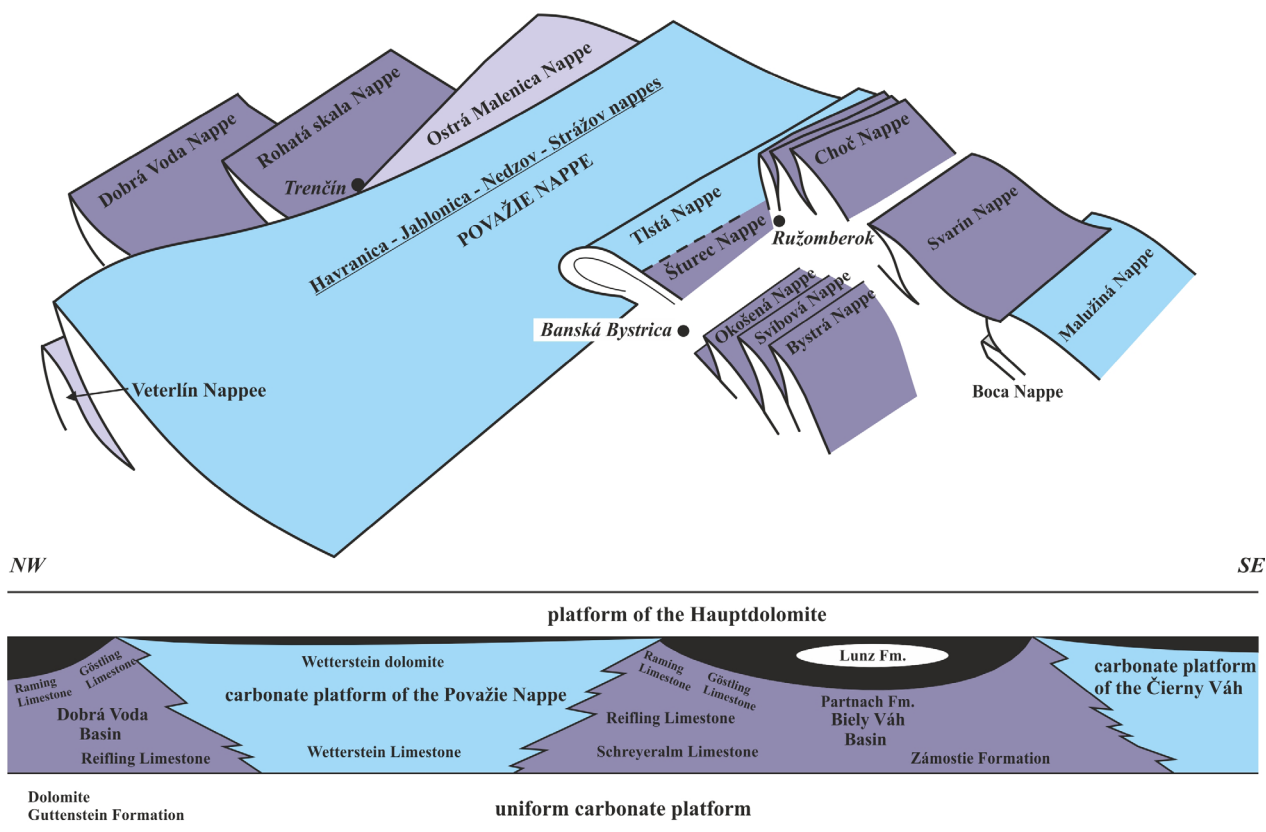 Dobrá Voda Nappe
Rohatá skala Nappe
Ostrá Malenica Nappe
Trenčín
Havranica - Jablonica - Nedzov - Strážov nappes
POVAŽIE NAPPE
Tlstá Nappe
Šturec Nappe
Choč Nappe
Ružomberok
Svarín Nappe
Malužiná Nappe
Banská Bystrica
Okošená Nappe
Svíbová Nappe
Bystrá Nappe
Boca Nappe
Veterlín Nappee
NW
SE
platform of the Hauptdolomite
Raming
Limestone
Göstling
Limestone
Dobrá Voda
Basin
Reifling Limestone
Wetterstein dolomite
carbonate platform of the Považie Nappe
Wetterstein Limestone
Raming
Limestone
Göstling
Limestone
Reifling Limestone
Schreyeralm Limestone
Lunz Fm.
Partnach Fm.
Biely Váh
Basin
Zámostie Formation
carbonate platform
of the Čierny Váh
Dolomite
Guttenstein Formation
uniform carbonate platform